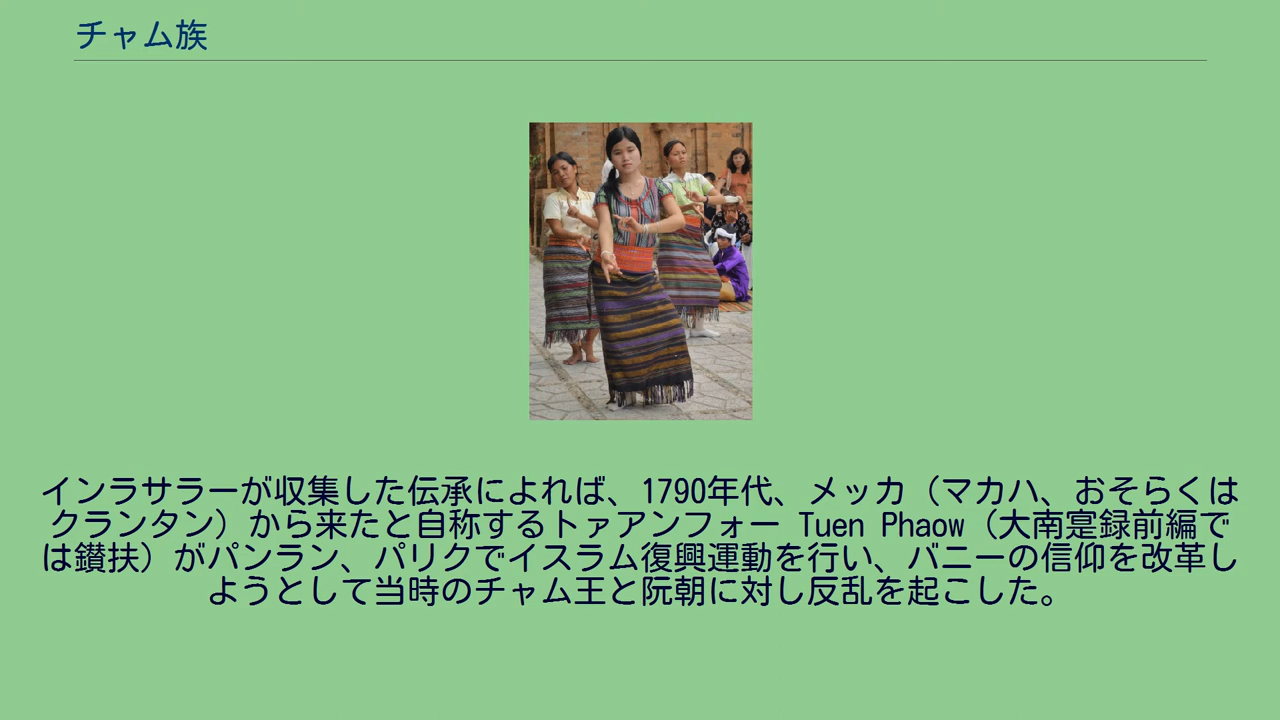 チャム族
インラサラーが収集した伝承によれば、1790年代、メッカ（マカハ、おそらくは
クランタン）から来たと自称するトァアンフォー Tuen Phaow（大南寔録前編で
は鑚扶）がパンラン、パリクでイスラム復興運動を行い、バニーの信仰を改革し
ようとして当時のチャム王と阮朝に対し反乱を起こした。